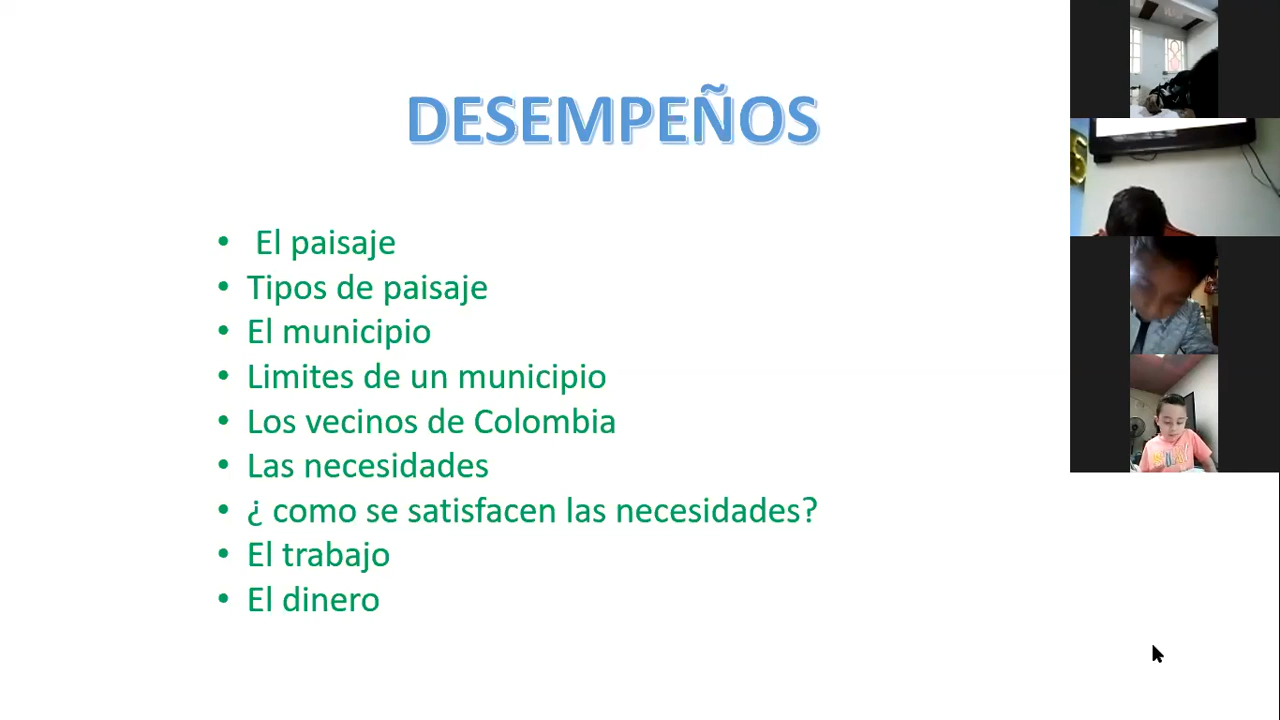 DESEMPEÑOS
• El paisaje
• Tipos de paisaje
• El municipio
• Limites de un municipio
• Los vecinos de Colombia
• Las necesidades
• ¿ como se satisfacen las necesidades?
• El trabajo
• El dinero